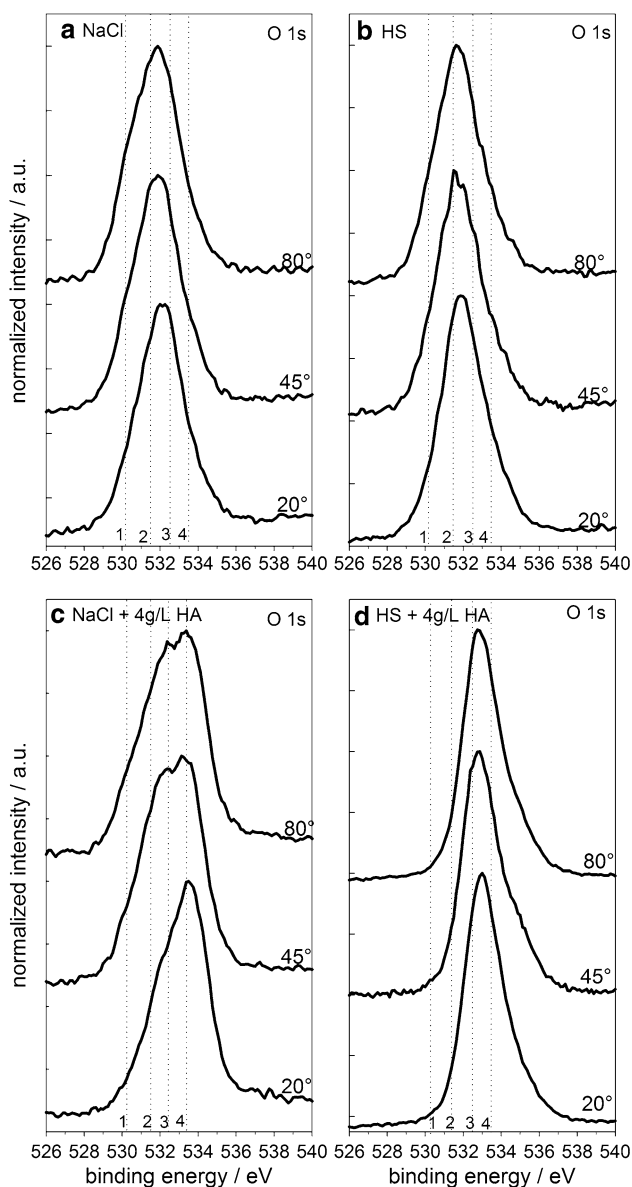 a NaCl
O 1s
80°
45°
20°
1 2 3 4
526 528 530 532 534 536 538 540
b HS
O 1s
80°
45°
20°
1 2 3 4
526 528 530 532 534 536 538 540
normalized intensity / a.u.
c NaCl + 4g/L HA
O 1s
80°
45°
20°
1 2 3 4
526 528 530 532 534 536 538 540
binding energy / eV
d HS + 4g/L HA
O 1s
80°
45°
20°
1 2 3 4
526 528 530 532 534 536 538 540
binding energy / eV
normalized intensity / a.u.